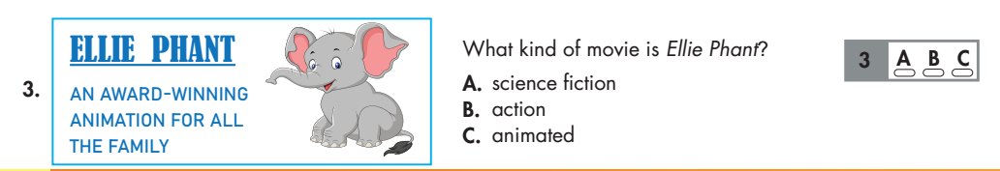 3.
ELLIE PHANT
AN AWARD-WINNING
ANIMATION FOR ALL
THE FAMILY
What kind of movie is Ellie Phant?
A. science fiction
B. action
C. animated
3 A B C